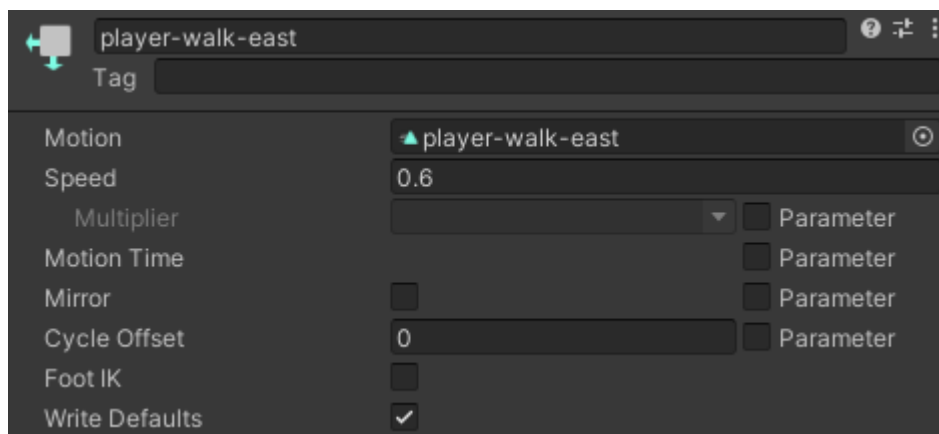 player-walk-east
Tag
Motion player-walk-east
Speed 0.6
Multiplier Parameter
Motion Time Parameter
Mirror Parameter
Cycle Offset 0 Parameter
Foot IK
Write Defaults